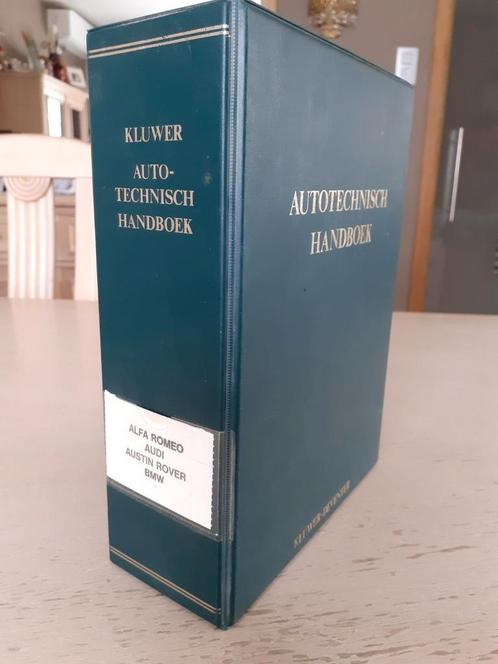 KLUWER
AUTO-
TECHNISCH
HANDBOEK
ALFA ROMEO
AUDI
AUSTIN ROVER
BMW
AUTOTECHNISCH
HANDBOEK
KLUWER-DEVENTER